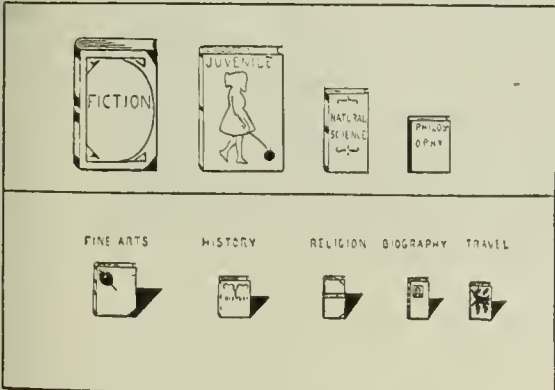 FICTION
JUVENILE
NATURAL
SCIENCE
PHILOS
OPHY
FINE ARTS
HISTORY
RELIGION
BIOGRAPHY
TRAVEL